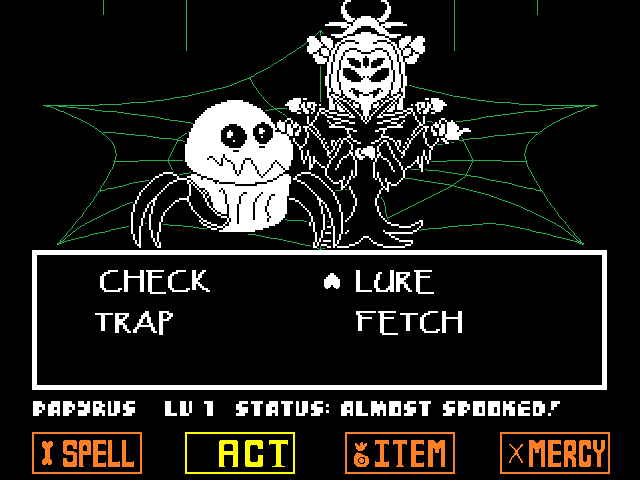 CHECK LURE
TRAP FETCH
PAPYRUS LV 1 STATUS: ALMOST SPOOKED!
SPELL ACT ITEM MERCY